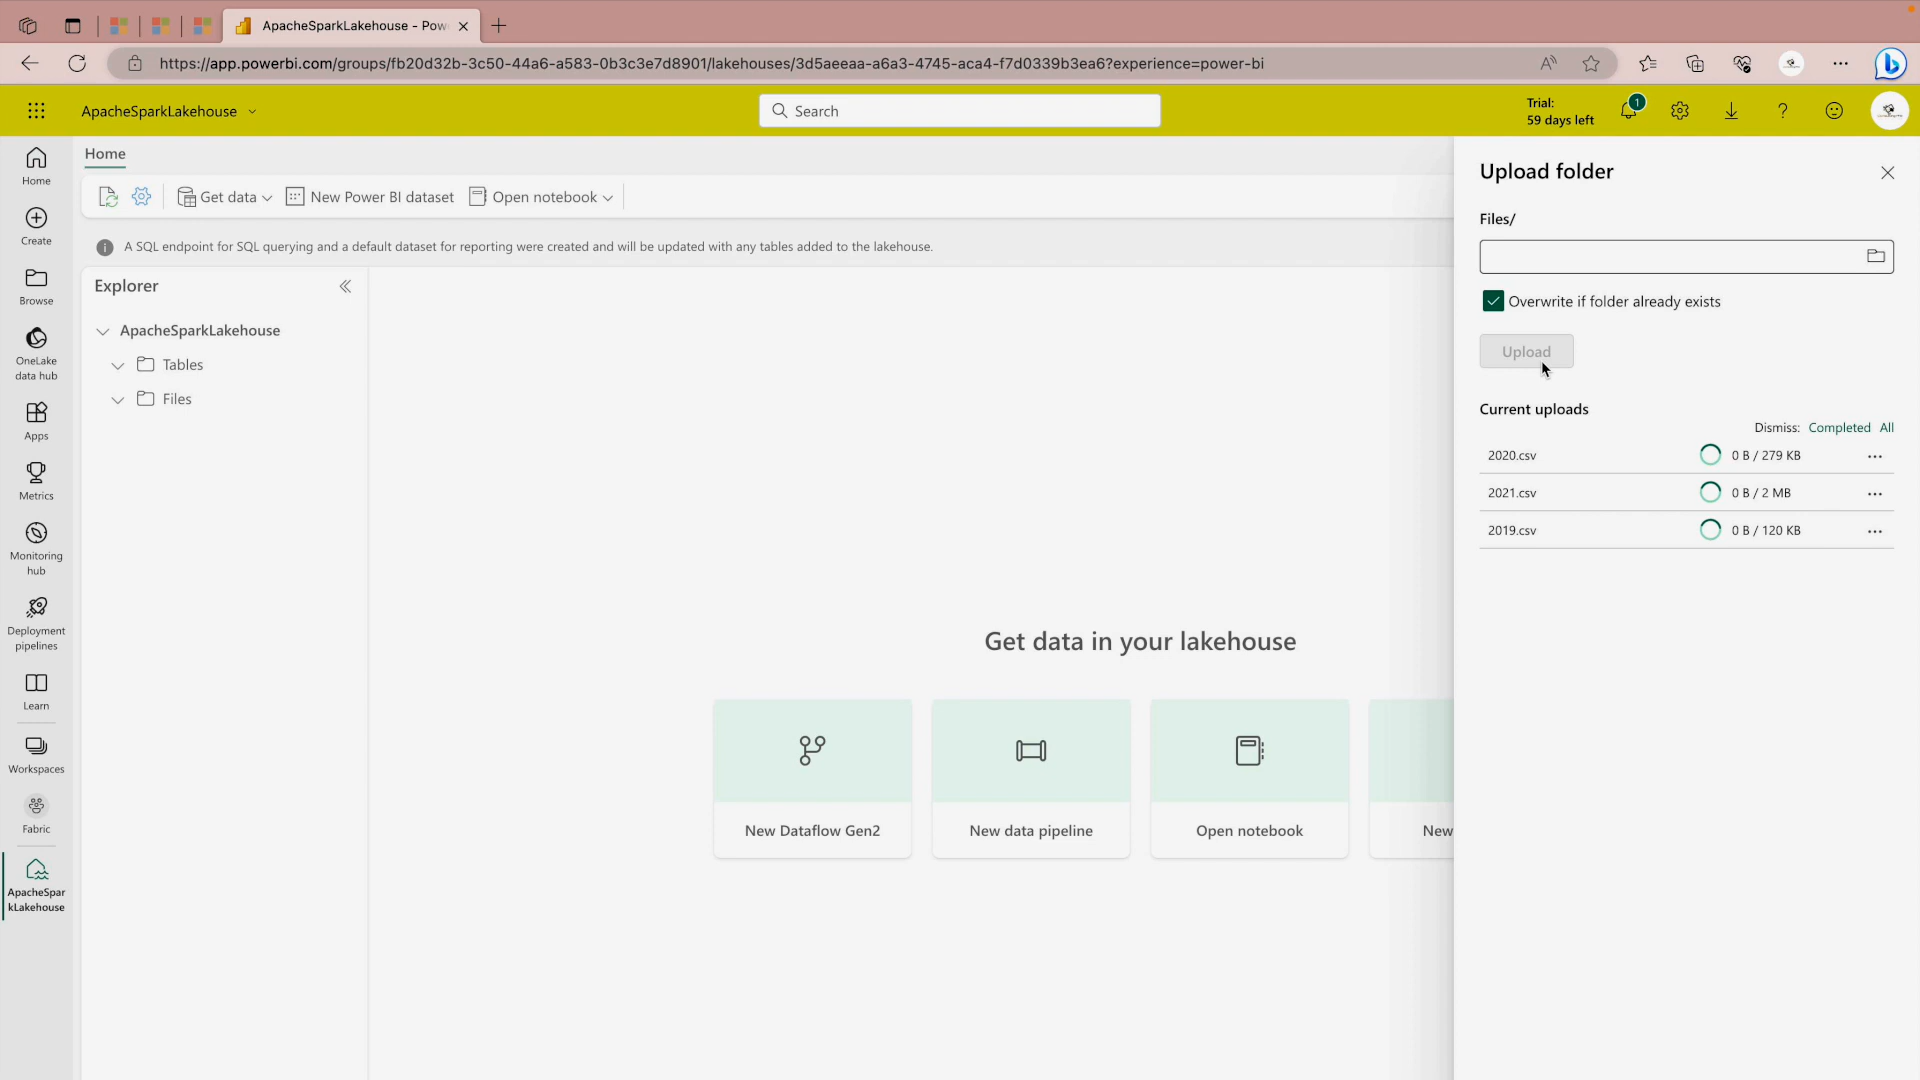 ApacheSparkLakehouse - Pow
https://app.powerbi.com/groups/fb20d32b-3c50-44a6-a583-0b3c3e7d8901/lakehouses/3d5aeeaa-a6a3-4745-aca4-f7d0339b3ea6?experience=power-bi
ApacheSparkLakehouse
Search
Trial:
59 days left
1
Home
Create
Browse
OneLake
data hub
Apps
Metrics
Monitoring
hub
Deployment
pipelines
Learn
Workspaces
Fabric
ApacheSpar
kLakehouse
Home
Get data
New Power BI dataset
Open notebook
A SQL endpoint for SQL querying and a default dataset for reporting were created and will be updated with any tables added to the lakehouse.
Explorer
ApacheSparkLakehouse
Tables
Files
Get data in your lakehouse
New Dataflow Gen2
New data pipeline
Open notebook
New
Upload folder
Files/
Overwrite if folder already exists
Upload
Current uploads
Dismiss: Completed All
2020.csv 0 B / 279 KB
2021.csv 0 B / 2 MB
2019.csv 0 B / 120 KB